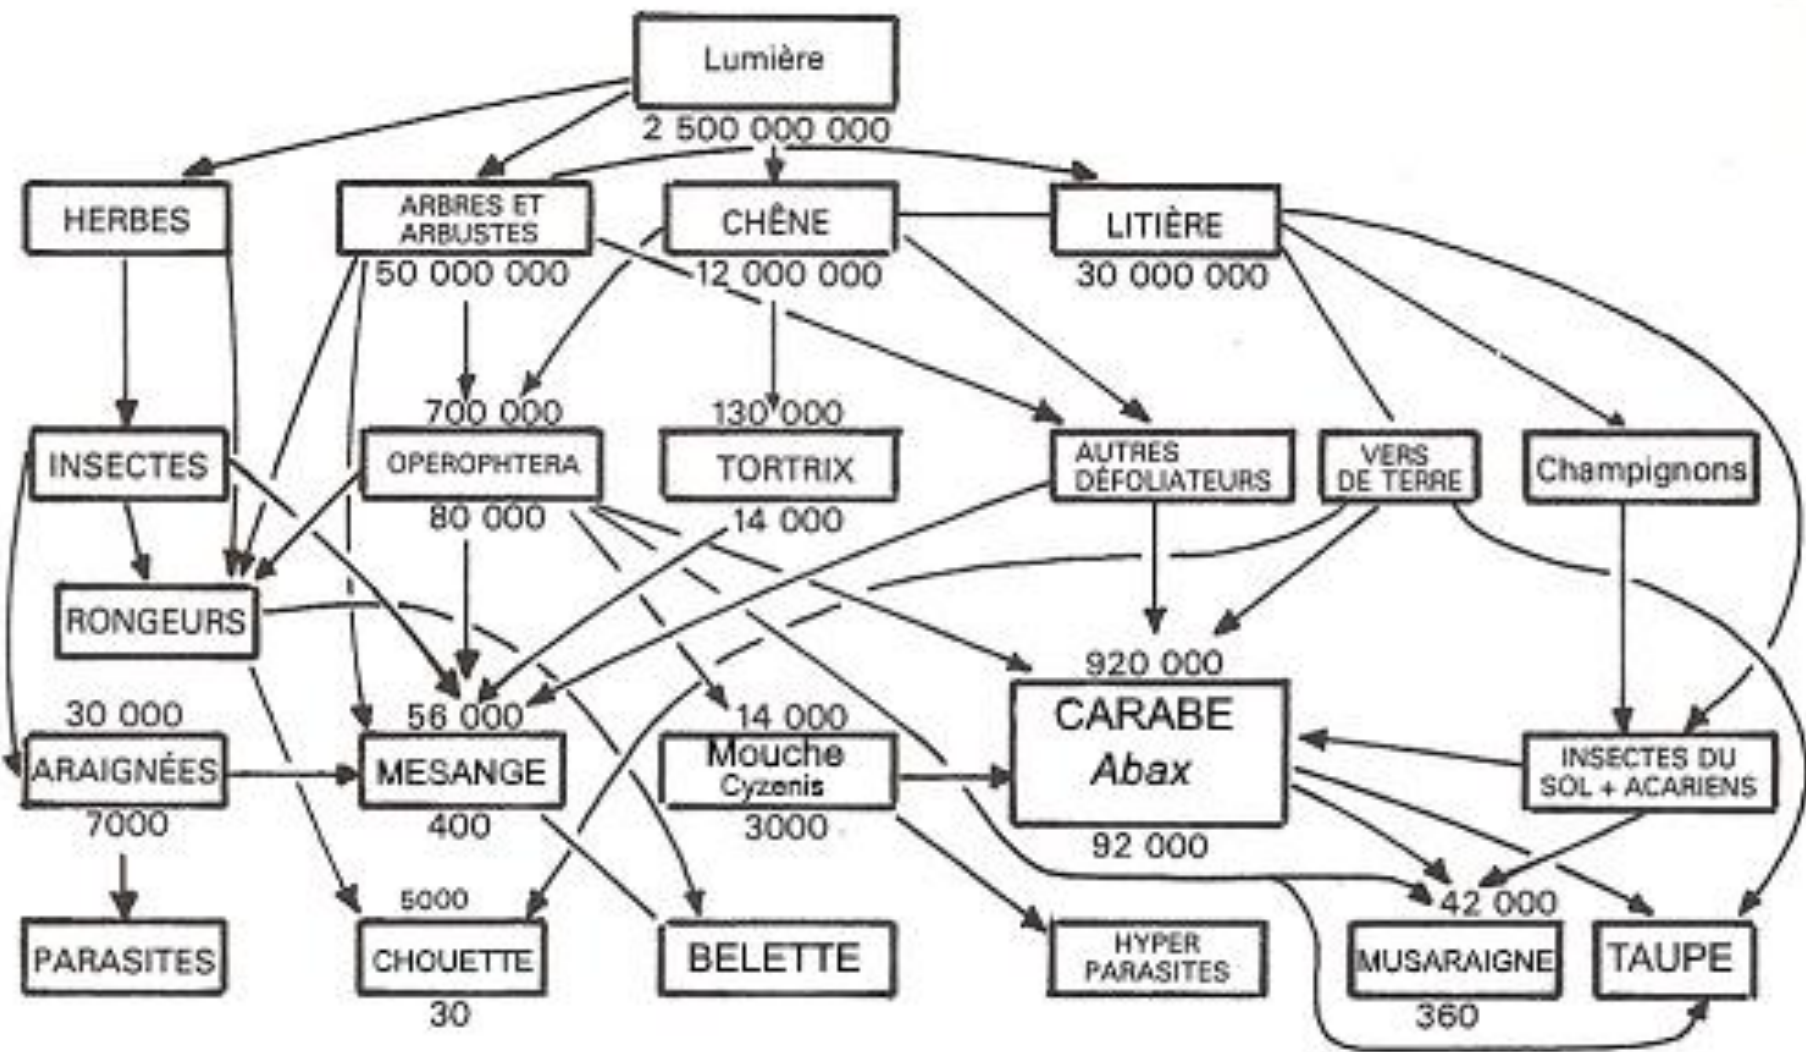 Lumière
2 500 000 000
HERBES
ARBRES ET
ARBUSTES
50 000 000
CHÊNE
12 000 000
LITIÈRE
30 000 000
700 000
130 000
INSECTES
OPEROPHTERA
TORTRIX
AUTRES
DÉFOLIATEURS
VERS
DE TERRE
Champignons
80 000
14 000
RONGEURS
30 000
56 000
14 000
920 000
ARAIGNÉES
MESANGE
Mouche
Cyzenis
CARABE
Abax
INSECTES DU
SOL + ACARIENS
7000
400
3000
92 000
5000
42 000
PARASITES
CHOUETTE
BELETTE
HYPER
PARASITES
MUSARAIGNE
TAUPE
30
360